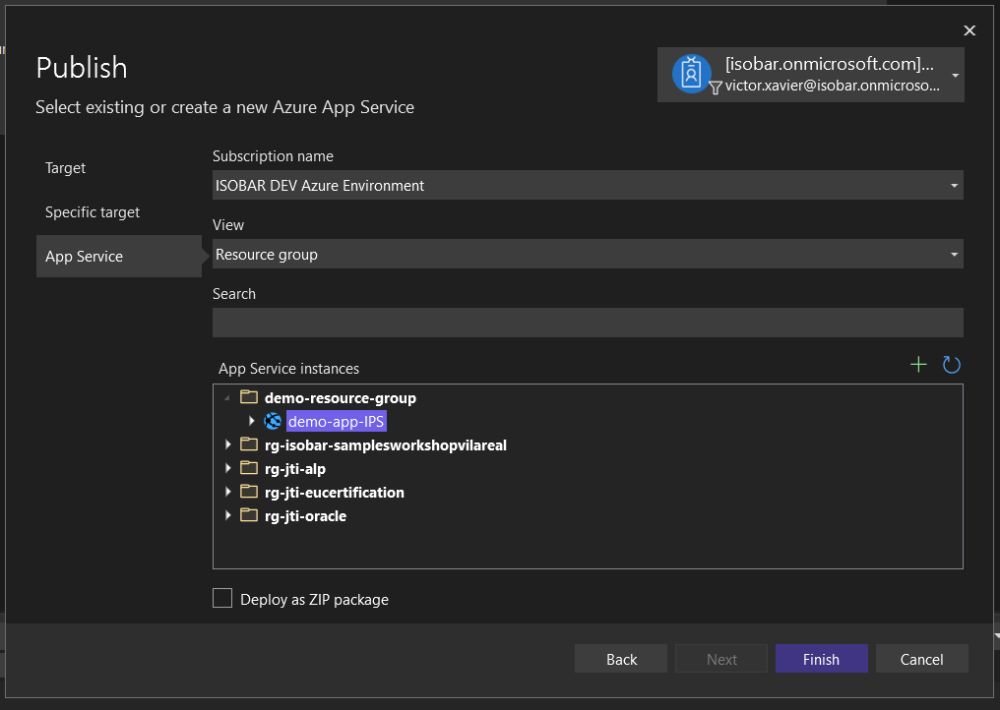 Publish
Select existing or create a new Azure App Service
[isobar.onmicrosoft.com]...
victor.xavier@isobar.onmicroso...
Target
Specific target
App Service
Subscription name
ISOBAR DEV Azure Environment
View
Resource group
Search
App Service instances
demo-resource-group
demo-app-IPS
rg-isobar-samplesworkshopvilareal
rg-jti-alp
rg-jti-eucertification
rg-jti-oracle
Deploy as ZIP package
Back
Next
Finish
Cancel